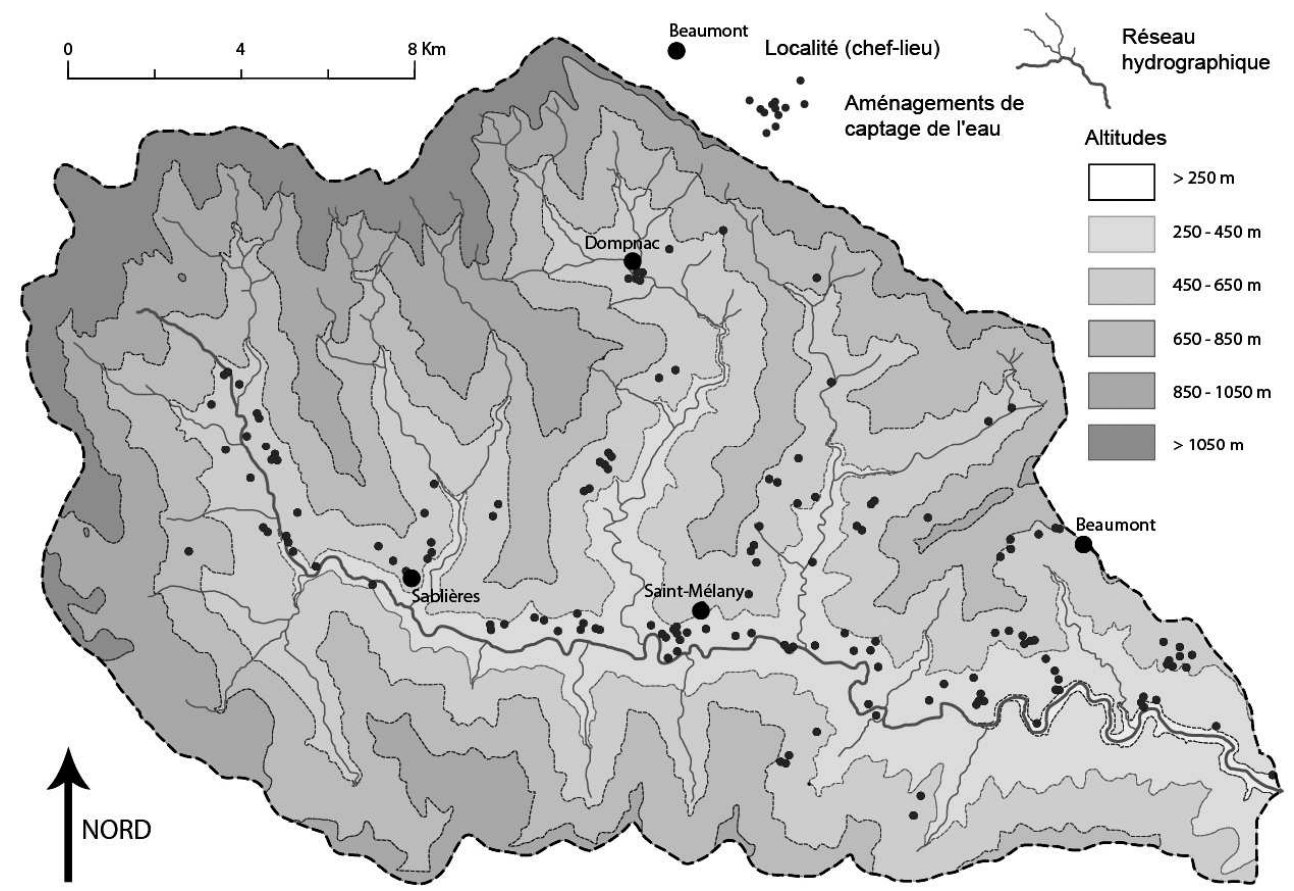 0 4 8 Km
Beaumont
Localité (chef-lieu)
Réseau
hydrographique
Aménagements de
captage de l'eau
Altitudes
> 250 m
250 - 450 m
450 - 650 m
650 - 850 m
850 - 1050 m
> 1050 m
Dompnac
Beaumont
Sablières
Saint-Mélany
NORD